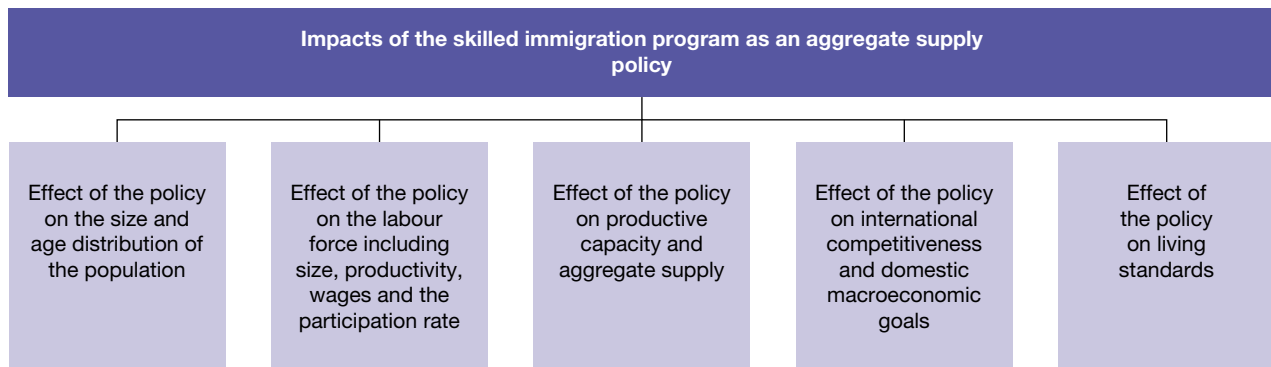 Impacts of the skilled immigration program as an aggregate supply
policy
Effect of the policy
on the size and
age distribution of
the population
Effect of the policy
on the labour
force including
size, productivity,
wages and the
participation rate
Effect of the policy
on productive
capacity and
aggregate supply
Effect of the policy
on international
competitiveness
and domestic
macroeconomic
goals
Effect of
the policy
on living
standards